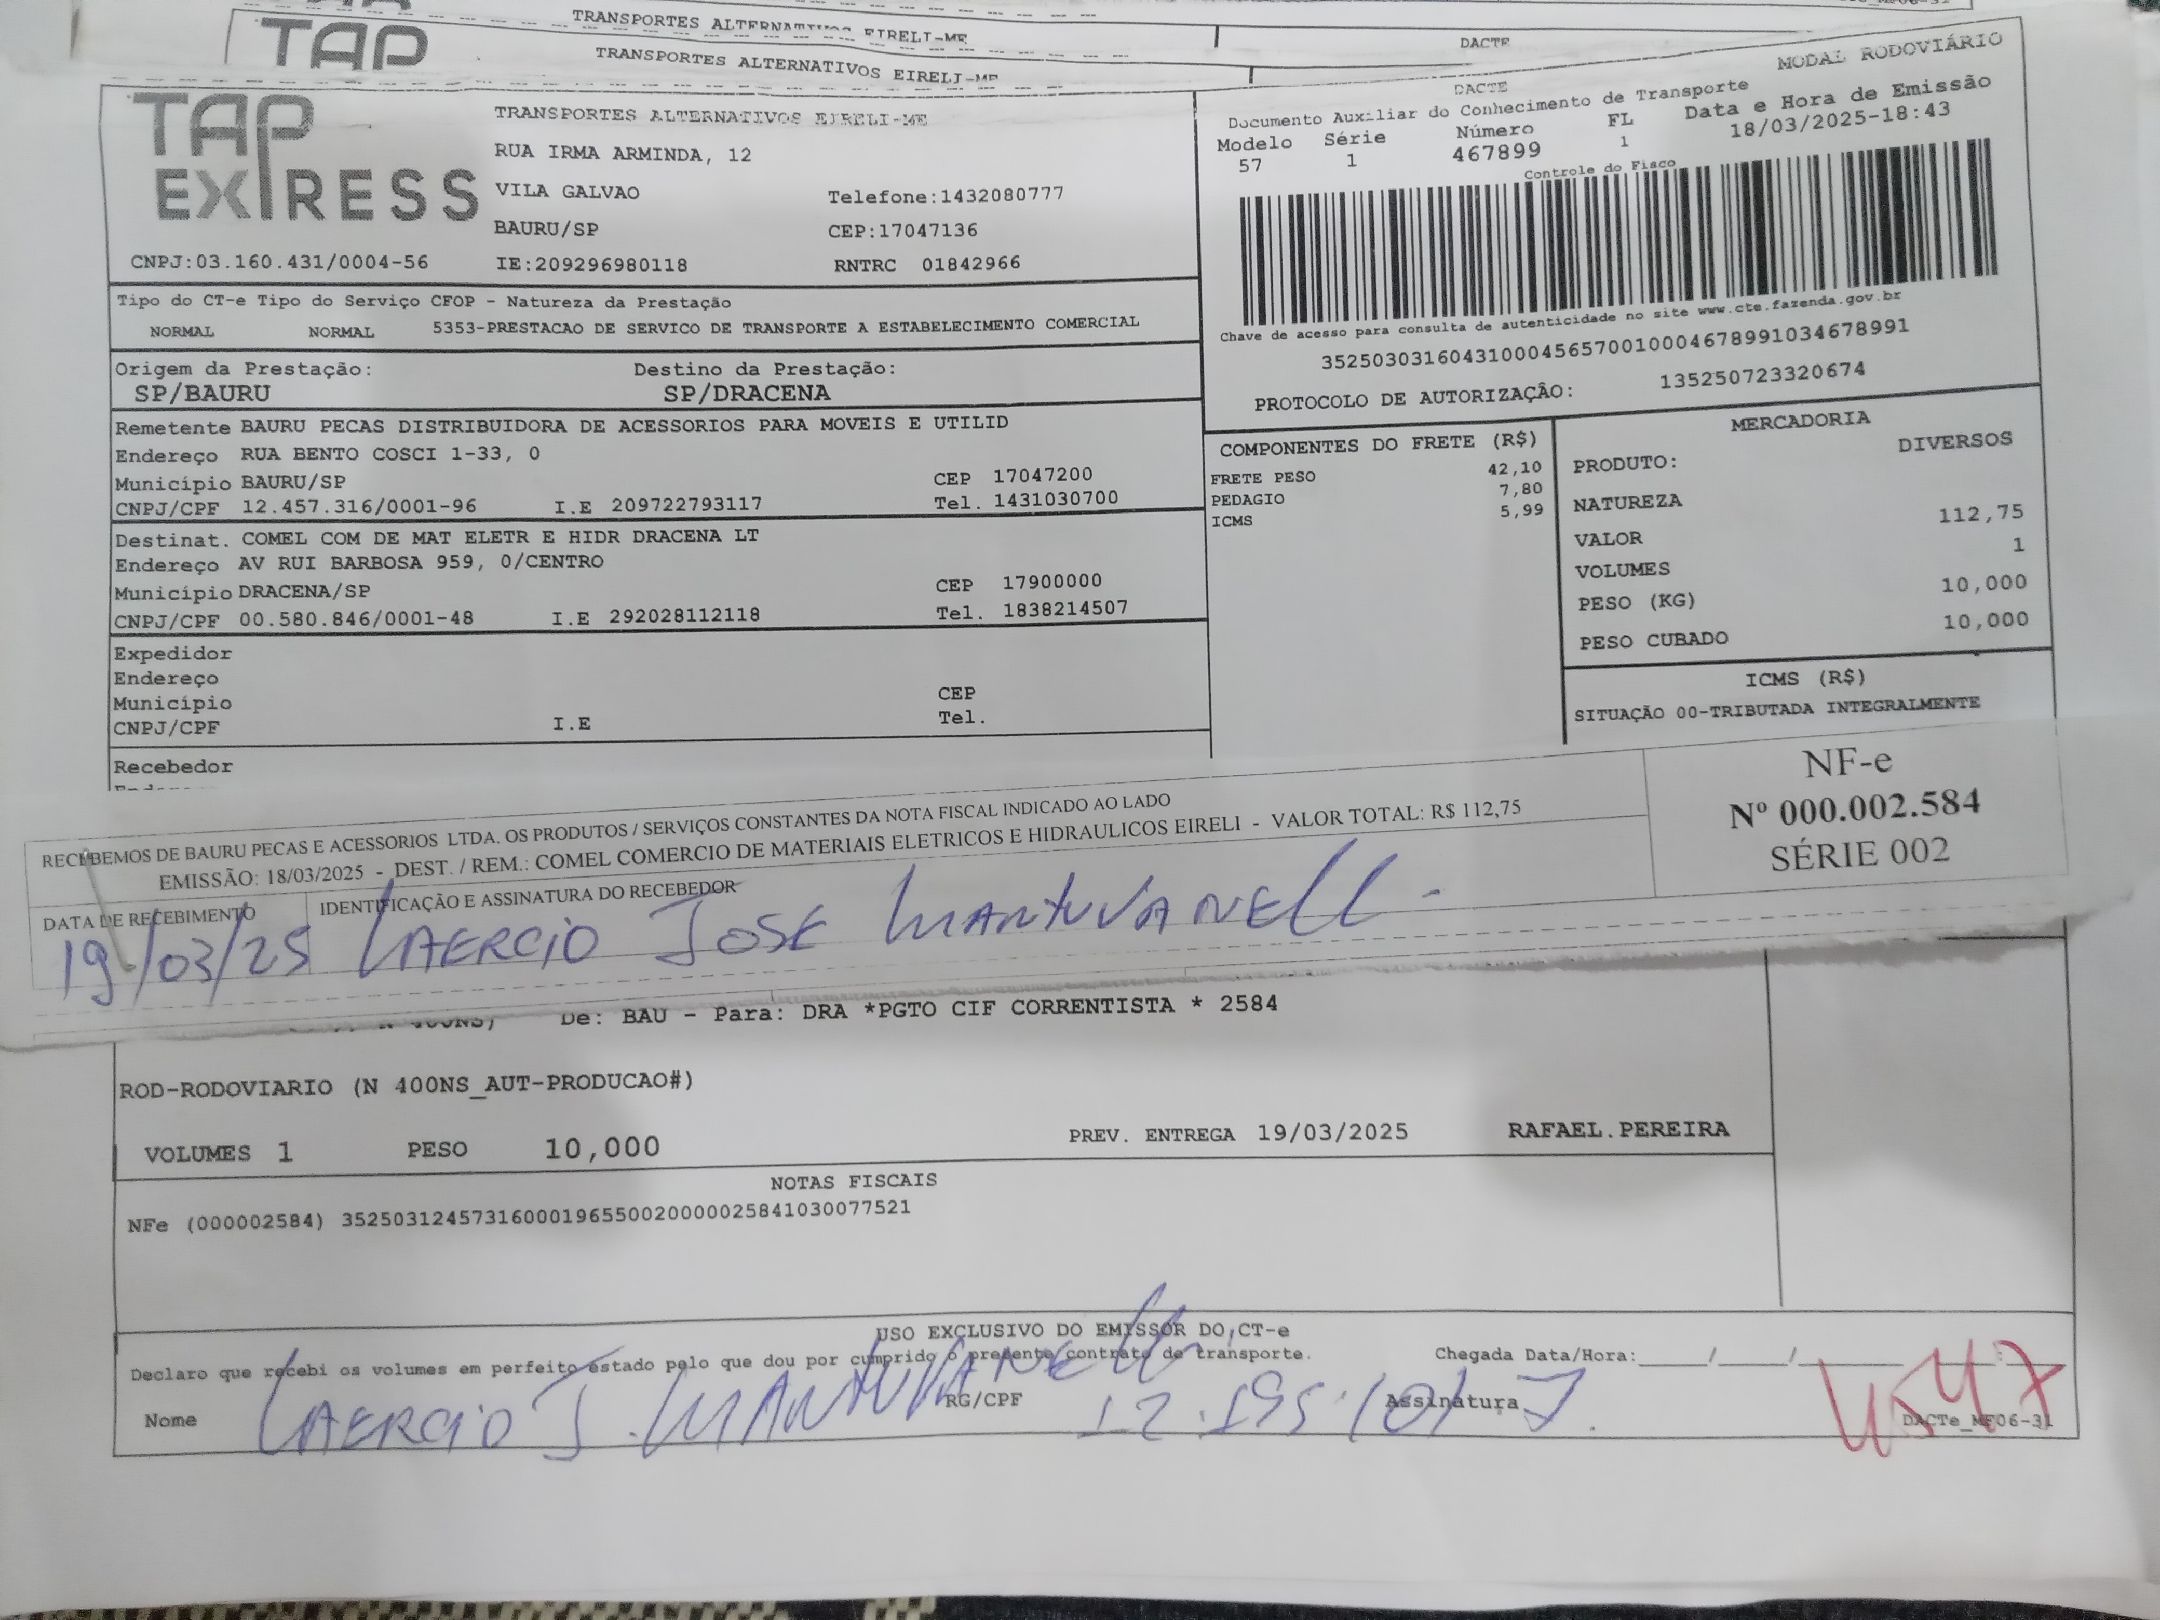 TAP
TRANSPORTES ALTERNATIVOS EIRELI-ME
DACTE
TRANSPORTES ALTERNATIVOS EIRELI-ME
TAP EXPRESS
TRANSPORTES ALTERNATIVOS EIRELI-ME
RUA IRMA ARMINDA, 12
VILA GALVAO Telefone:1432080777
BAURU/SP CEP:17047136
CNPJ:03.160.431/0004-56 IE:209296980118 RNTRC 01842966
DACTE MODAL RODOVIÁRIO
Documento Auxiliar do Conhecimento de Transporte
Modelo Série Número FL Data e Hora de Emissão
57 1 467899 1 18/03/2025-18:43
Controle do Fisco
Chave de acesso para consulta de autenticidade no site www.cte.fazenda.gov.br
35250303160431000456570010004678991034678991
PROTOCOLO DE AUTORIZAÇÃO: 135250723320674
Tipo do CT-e Tipo do Serviço CFOP - Natureza da Prestação
NORMAL NORMAL 5353-PRESTACAO DE SERVICO DE TRANSPORTE A ESTABELECIMENTO COMERCIAL
Origem da Prestação: Destino da Prestação:
SP/BAURU SP/DRACENA
Remetente BAURU PECAS DISTRIBUIDORA DE ACESSORIOS PARA MOVEIS E UTILID
Endereço RUA BENTO COSCI 1-33, 0
Município BAURU/SP CEP 17047200
CNPJ/CPF 12.457.316/0001-96 I.E 209722793117 Tel. 1431030700
Destinat. COMEL COM DE MAT ELETR E HIDR DRACENA LT
Endereço AV RUI BARBOSA 959, 0/CENTRO
Município DRACENA/SP CEP 17900000
CNPJ/CPF 00.580.846/0001-48 I.E 292028112118 Tel. 1838214507
Expedidor
Endereço
Município CEP
CNPJ/CPF I.E Tel.
Recebedor
COMPONENTES DO FRETE (R$)
FRETE PESO 42,10
PEDAGIO 7,80
ICMS 5,99
MERCADORIA
PRODUTO: DIVERSOS
NATUREZA
VALOR 112,75
VOLUMES 1
PESO (KG) 10,000
PESO CUBADO 10,000
ICMS (R$)
SITUAÇÃO 00-TRIBUTADA INTEGRALMENTE
RECEBEMOS DE BAURU PECAS E ACESSORIOS LTDA. OS PRODUTOS / SERVIÇOS CONSTANTES DA NOTA FISCAL INDICADO AO LADO
EMISSÃO: 18/03/2025 - DEST. / REM.: COMEL COMERCIO DE MATERIAIS ELETRICOS E HIDRAULICOS EIRELI - VALOR TOTAL: R$ 112,75
DATA DE RECEBIMENTO IDENTIFICAÇÃO E ASSINATURA DO RECEBEDOR
19/03/25 LAERCIO JOSE MANTUVANELL
NF-e
Nº 000.002.584
SÉRIE 002
De: BAU - Para: DRA *PGTO CIF CORRENTISTA * 2584
ROD-RODOVIARIO (N 400NS_AUT-PRODUCAO#)
VOLUMES 1 PESO 10,000 PREV. ENTREGA 19/03/2025 RAFAEL.PEREIRA
NOTAS FISCAIS
NFe (000002584) 35250312457316000196550020000025841030077521
USO EXCLUSIVO DO EMISSOR DO CT-e
Declaro que recebi os volumes em perfeito estado pelo que dou por cumprido o presente contrato de transporte. Chegada Data/Hora:
Nome LAERCIO J. MANTUVANELL RG/CPF Assinatura
DACTe_MF06-31